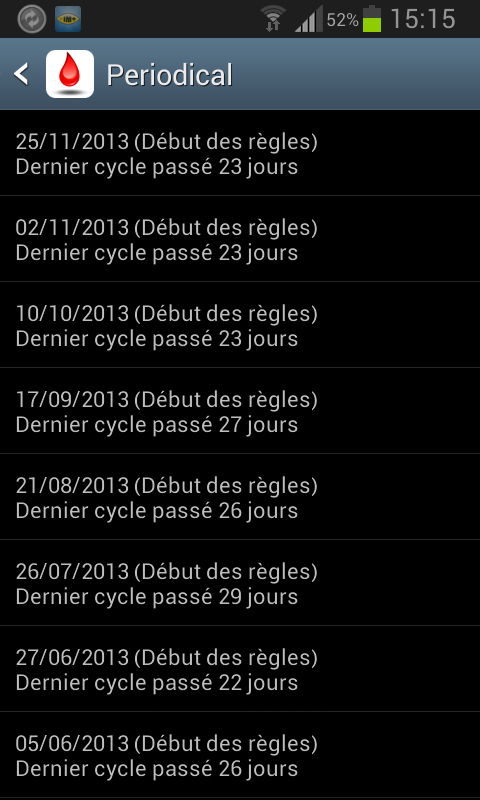 52% 15:15
Periodical
25/11/2013 (Début des règles)
Dernier cycle passé 23 jours
02/11/2013 (Début des règles)
Dernier cycle passé 23 jours
10/10/2013 (Début des règles)
Dernier cycle passé 23 jours
17/09/2013 (Début des règles)
Dernier cycle passé 27 jours
21/08/2013 (Début des règles)
Dernier cycle passé 26 jours
26/07/2013 (Début des règles)
Dernier cycle passé 29 jours
27/06/2013 (Début des règles)
Dernier cycle passé 22 jours
05/06/2013 (Début des règles)
Dernier cycle passé 26 jours